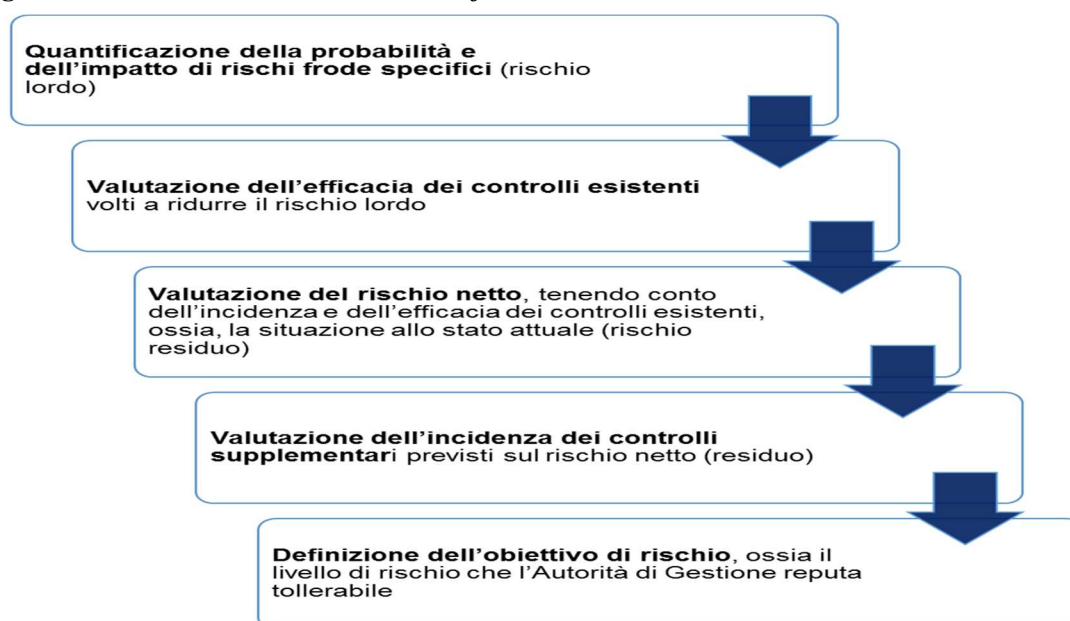 Quantificazione della probabilità e
dell'impatto di rischi frode specifici (rischio
lordo)
Valutazione dell'efficacia dei controlli esistenti
volti a ridurre il rischio lordo
Valutazione del rischio netto, tenendo conto
dell'incidenza e dell'efficacia dei controlli esistenti,
ossia, la situazione allo stato attuale (rischio
residuo)
Valutazione dell'incidenza dei controlli
supplementari previsti sul rischio netto (residuo)
Definizione dell'obiettivo di rischio, ossia il
livello di rischio che l'Autorità di Gestione reputa
tollerabile